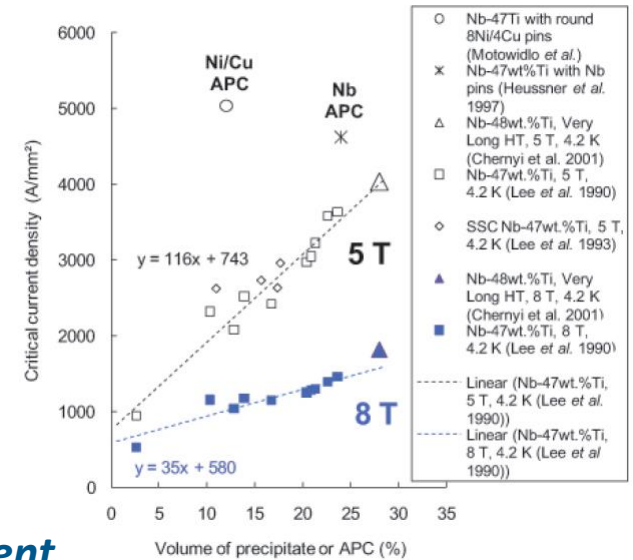 Critical current density (A/mm²)
6000
5000
4000
3000
2000
1000
0
0 5 10 15 20 25 30 35
Volume of precipitate or APC (%)
Ni/Cu
APC
Nb
APC
y = 116x + 743
5 T
8 T
y = 35x + 580
Nb-47Ti with round
8Ni/4Cu pins
(Motowidlo et al.)
Nb-47wt%Ti with Nb
pins (Heussner et al.
1997)
Nb-48wt.%Ti, Very
Long HT, 5 T, 4.2 K
(Chernyi et al. 2001)
Nb-47wt.%Ti, 5 T,
4.2 K (Lee et al. 1990)
SSC Nb-47wt.%Ti, 5 T,
4.2 K (Lee et al. 1993)
Nb-48wt.%Ti, Very
Long HT, 8 T, 4.2 K
(Chernyi et al. 2001)
Nb-47wt.%Ti, 8 T,
4.2 K (Lee et al. 1990)
Linear (Nb-47wt.%Ti,
5 T, 4.2 K (Lee et al.
1990))
Linear (Nb-47wt.%Ti,
8 T, 4.2 K (Lee et al
1990))